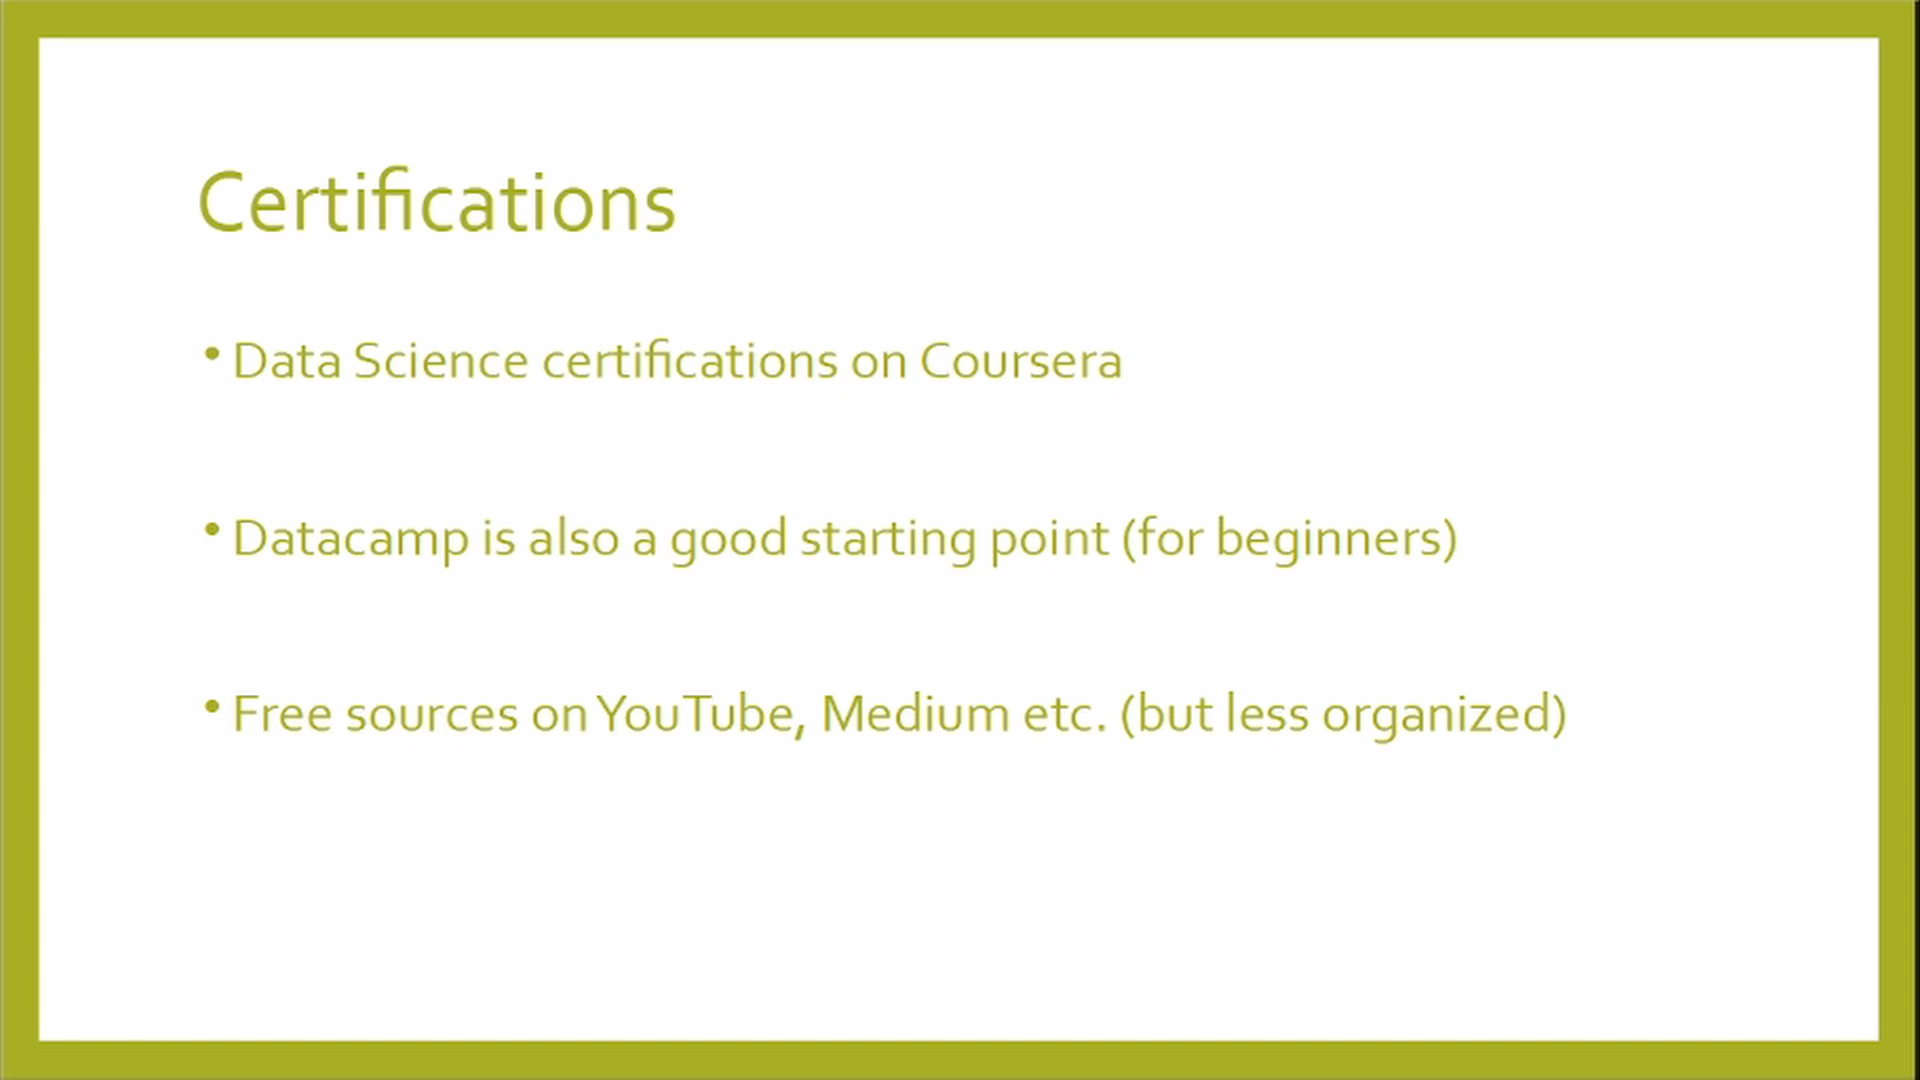 Certifications
• Data Science certifications on Coursera
• Datacamp is also a good starting point (for beginners)
• Free sources on YouTube, Medium etc. (but less organized)